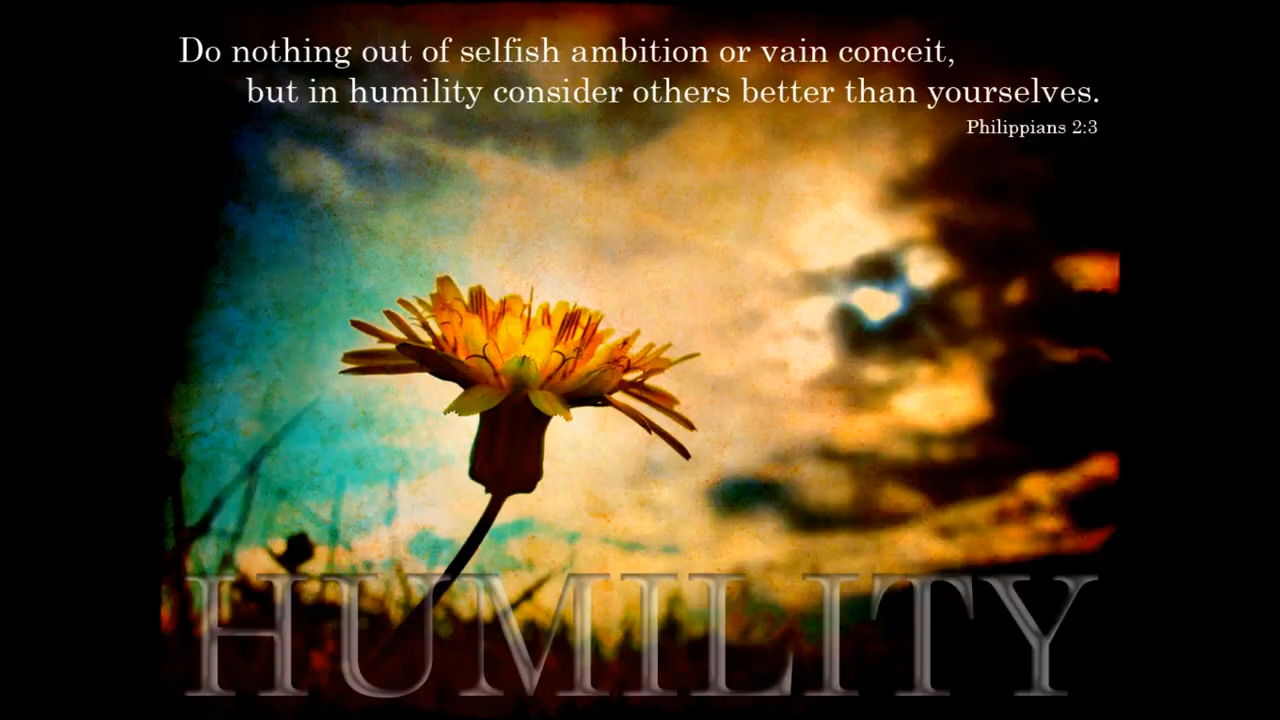 Do nothing out of selfish ambition or vain conceit,
but in humility consider others better than yourselves.
Philippians 2:3
HUMILITY